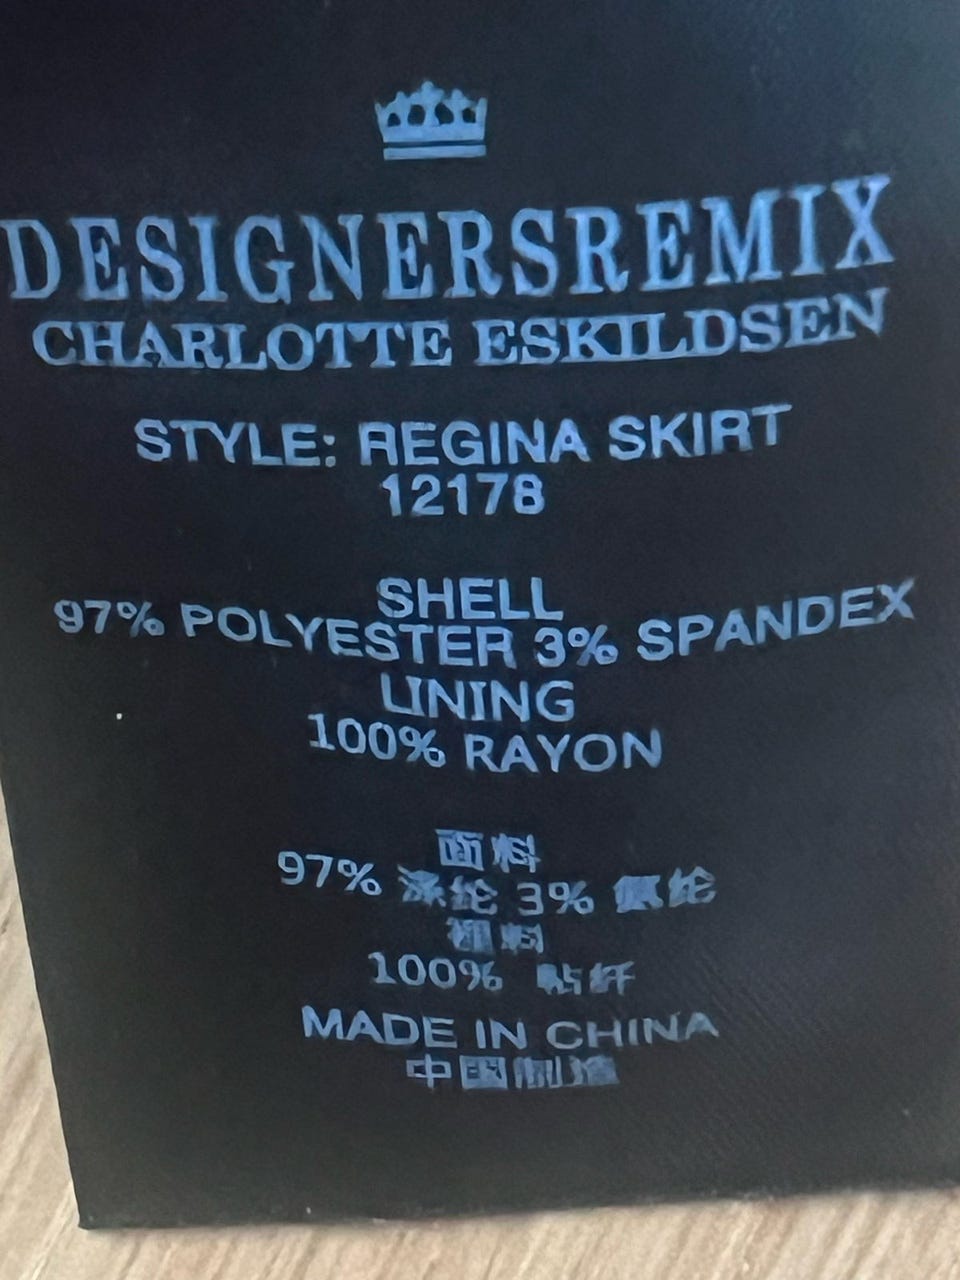 DESIGNERSREMIX
CHARLOTTE ESKILDSEN
STYLE: REGINA SKIRT
12178
SHELL
97% POLYESTER 3% SPANDEX
LINING
100% RAYON
面料
97% 涤纶 3% 氨纶
里料
100% 粘纤
MADE IN CHINA
中国制造